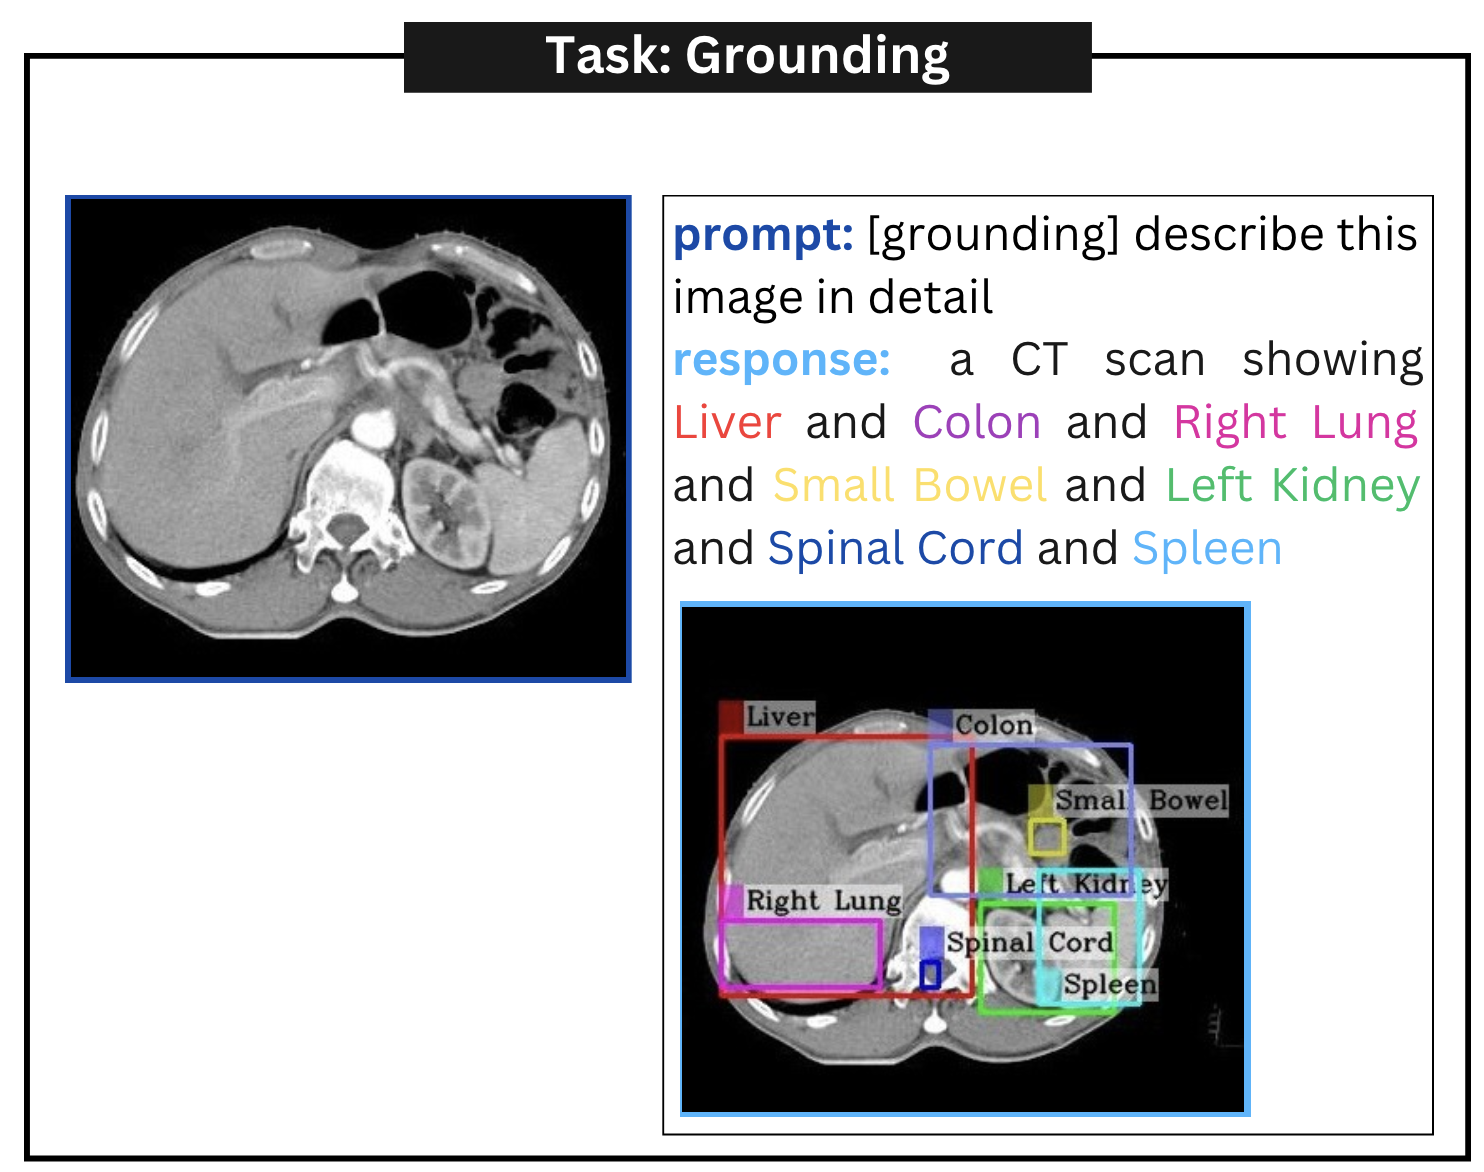 Task: Grounding
prompt: [grounding] describe this
image in detail
response: a CT scan showing
Liver and Colon and Right Lung
and Small Bowel and Left Kidney
and Spinal Cord and Spleen
Liver
Colon
Small Bowel
Left Kidney
Right Lung
Spinal Cord
Spleen